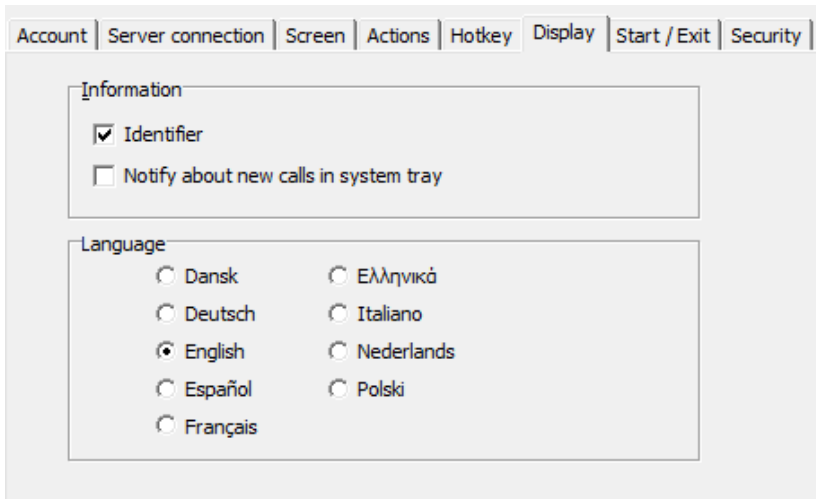 Account Server connection Screen Actions Hotkey Display Start / Exit Security
Information
Identifier
Notify about new calls in system tray
Language
Dansk Ελληνικά
Deutsch Italiano
English Nederlands
Español Polski
Français